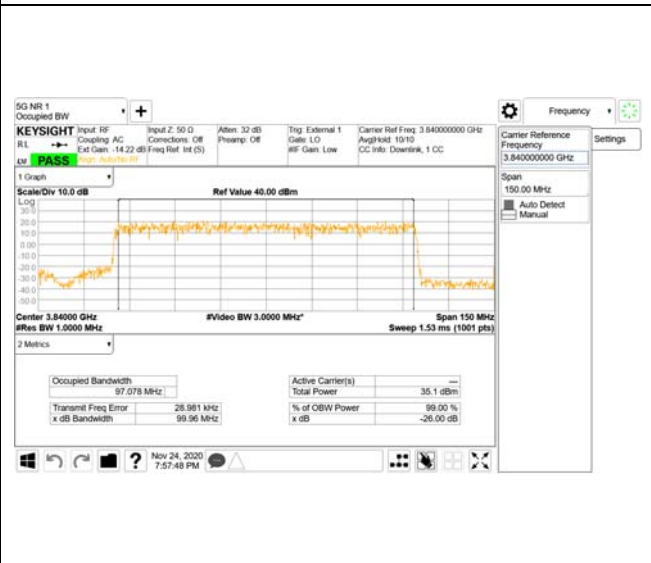 5G NR 1
Occupied BW
Frequency
KEYSIGHT Input: RF Input Z: 50 Ω Atten: 32 dB Trig: External 1 Carrier Ref Freq: 3.840000000 GHz
R L Coupling: AC Corrections: Off Preamp: Off Gate: LO Avg|Hold: 10/10
Ext Gain: -14.22 dB Freq Ref: Int (S) #IF Gain: Low CC Info: Downlink, 1 CC
PASS Align: Auto/No RF
Carrier Reference
Frequency
3.840000000 GHz
Settings
Span
150.00 MHz
Auto Detect
Manual
1 Graph
Scale/Div 10.0 dB Ref Value 40.00 dBm
Log
30.0
20.0
10.0
0.00
-10.0
-20.0
-30.0
-40.0
-50.0
Center 3.84000 GHz #Video BW 3.0000 MHz* Span 150 MHz
#Res BW 1.0000 MHz Sweep 1.53 ms (1001 pts)
2 Metrics
Occupied Bandwidth
97.078 MHz
Transmit Freq Error 28.981 kHz
x dB Bandwidth 99.96 MHz
Active Carrier(s) ---
Total Power 35.1 dBm
% of OBW Power 99.00 %
x dB -26.00 dB
?
Nov 24, 2020
7:57:48 PM